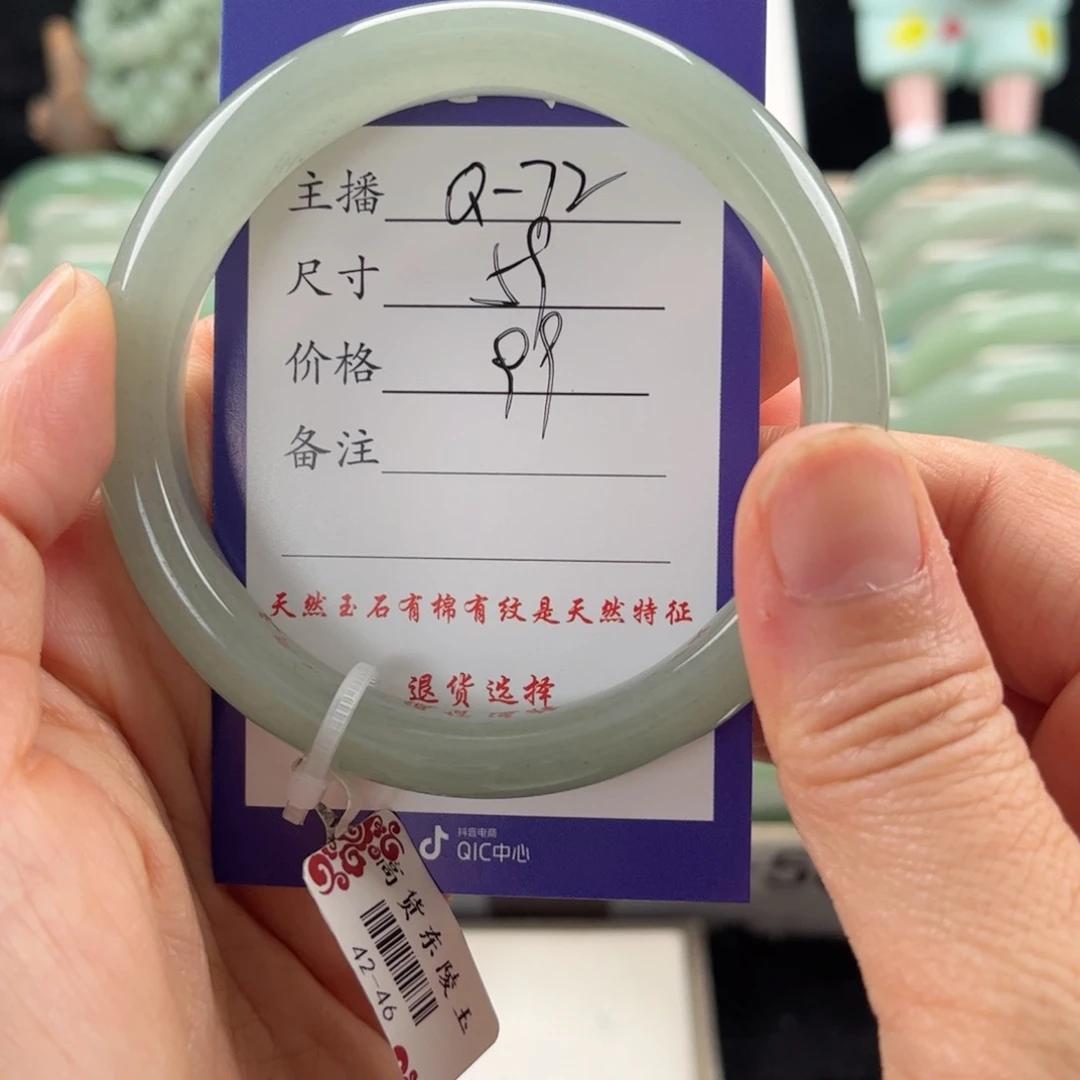 主播 Q-72
尺寸 58
价格 99
备注
天然玉石有棉有纹是天然特征
退货选择
抖音电商
QIC中心
高货东陵玉
42-46